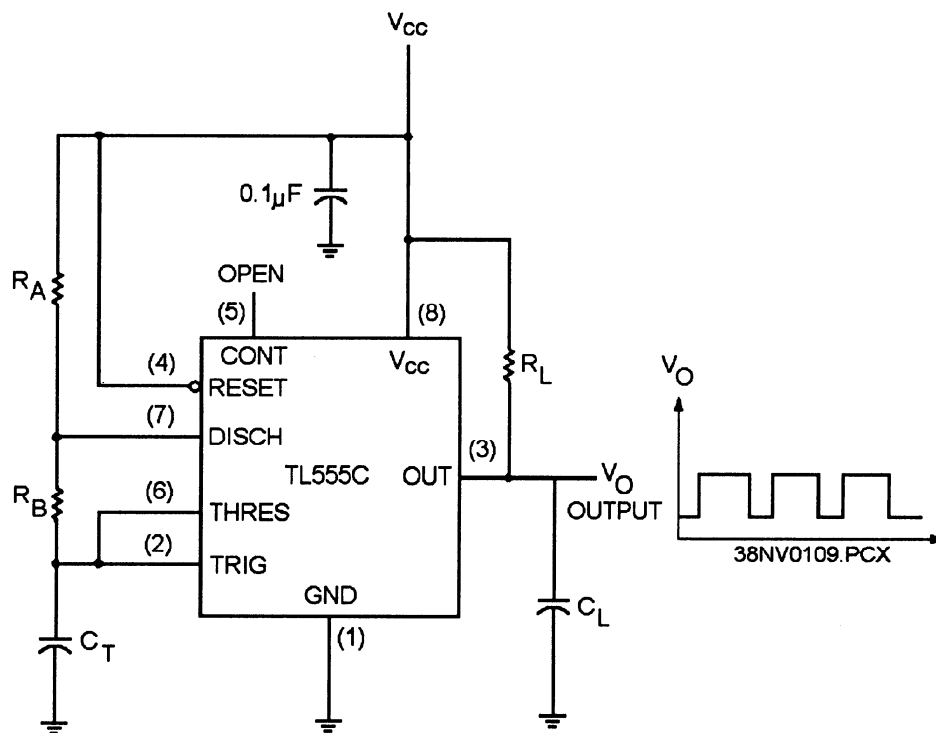 VCC
0.1µF
RA
OPEN
(5)
(8)
CONT
VCC
(4)
RESET
RL
VO
(7)
DISCH
(3)
TL555C
OUT
VO
RB
(6)
THRES
OUTPUT
(2)
TRIG
38NV0109.PCX
GND
(1)
CL
CT